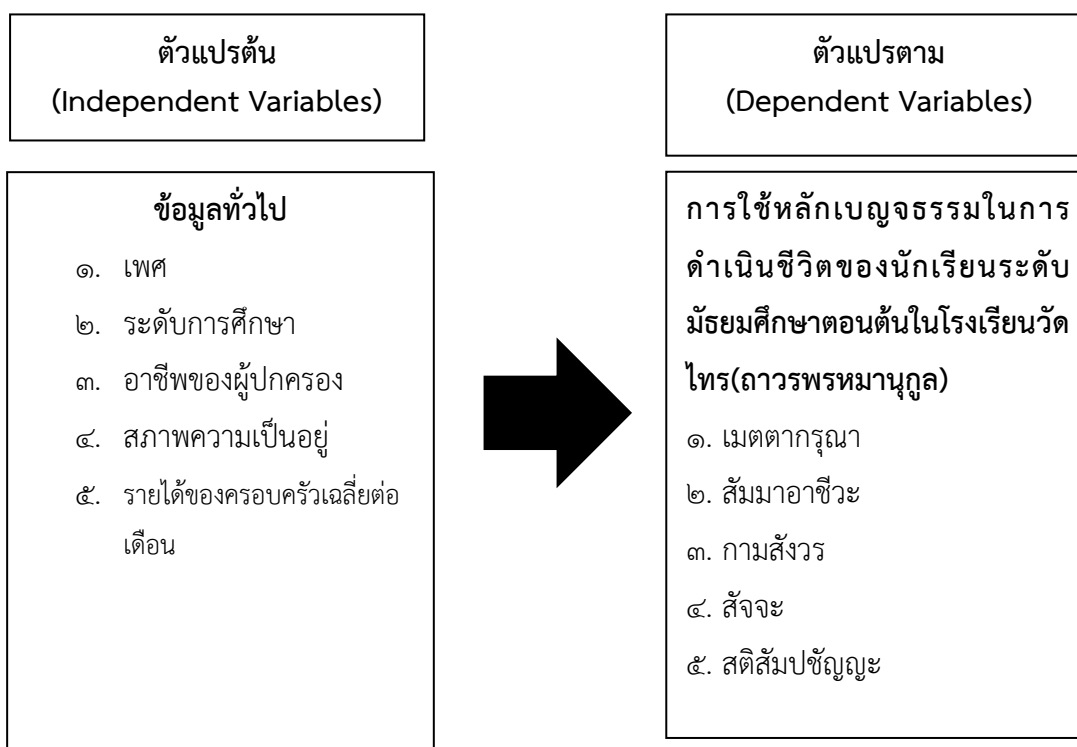 ตัวแปรต้น
(Independent Variables)
ตัวแปรตาม
(Dependent Variables)
ข้อมูลทั่วไป
๑. เพศ
๒. ระดับการศึกษา
๓. อาชีพของผู้ปกครอง
๔. สภาพความเป็นอยู่
๕. รายได้ของครอบครัวเฉลี่ยต่อ
เดือน
การใช้หลักเบญจธรรมในการ
ดำเนินชีวิตของนักเรียนระดับ
มัธยมศึกษาตอนต้นในโรงเรียนวัด
ไทร(ถาวรพรหมานุกูล)
๑. เมตตากรุณา
๒. สัมมาอาชีวะ
๓. กามสังวร
๔. สัจจะ
๕. สติสัมปชัญญะ